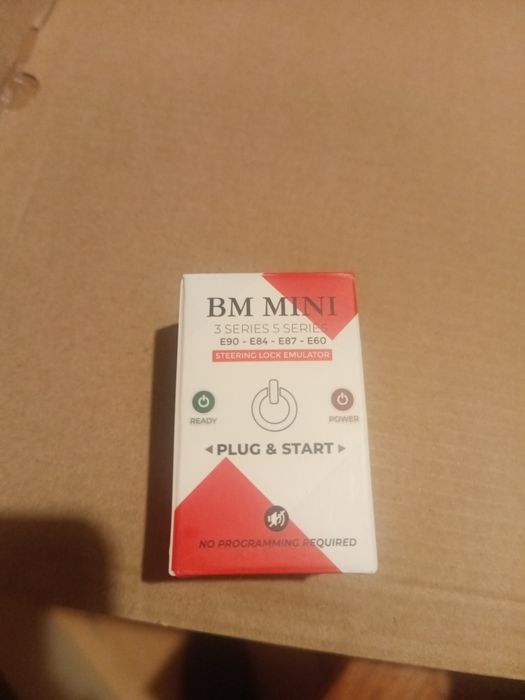 BM MINI
3 SERIES 5 SERIES
E90 - E84 - E87 - E60
STEERING LOCK EMULATOR
READY
POWER
PLUG & START
NO PROGRAMMING REQUIRED